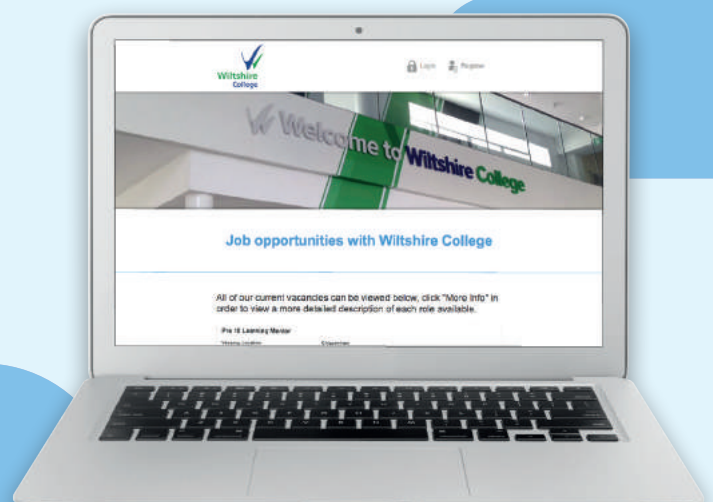 Wiltshire
College
Login Register
Welcome to Wiltshire College
Job opportunities with Wiltshire College
All of our current vacancies can be viewed below, click "More Info" in
order to view a more detailed description of each role available.
Pre 16 Learning Mentor